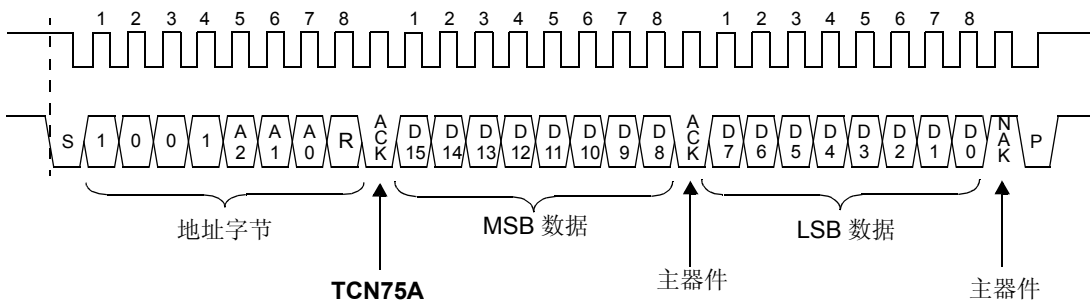 1 2 3 4 5 6 7 8 1 2 3 4 5 6 7 8 1 2 3 4 5 6 7 8
S 1 0 0 1 A2 A1 A0 R ACK D15 D14 D13 D12 D11 D10 D9 D8 ACK D7 D6 D5 D4 D3 D2 D1 D0 NAK P
地址字节 MSB 数据 LSB 数据
TCN75A 主器件 主器件